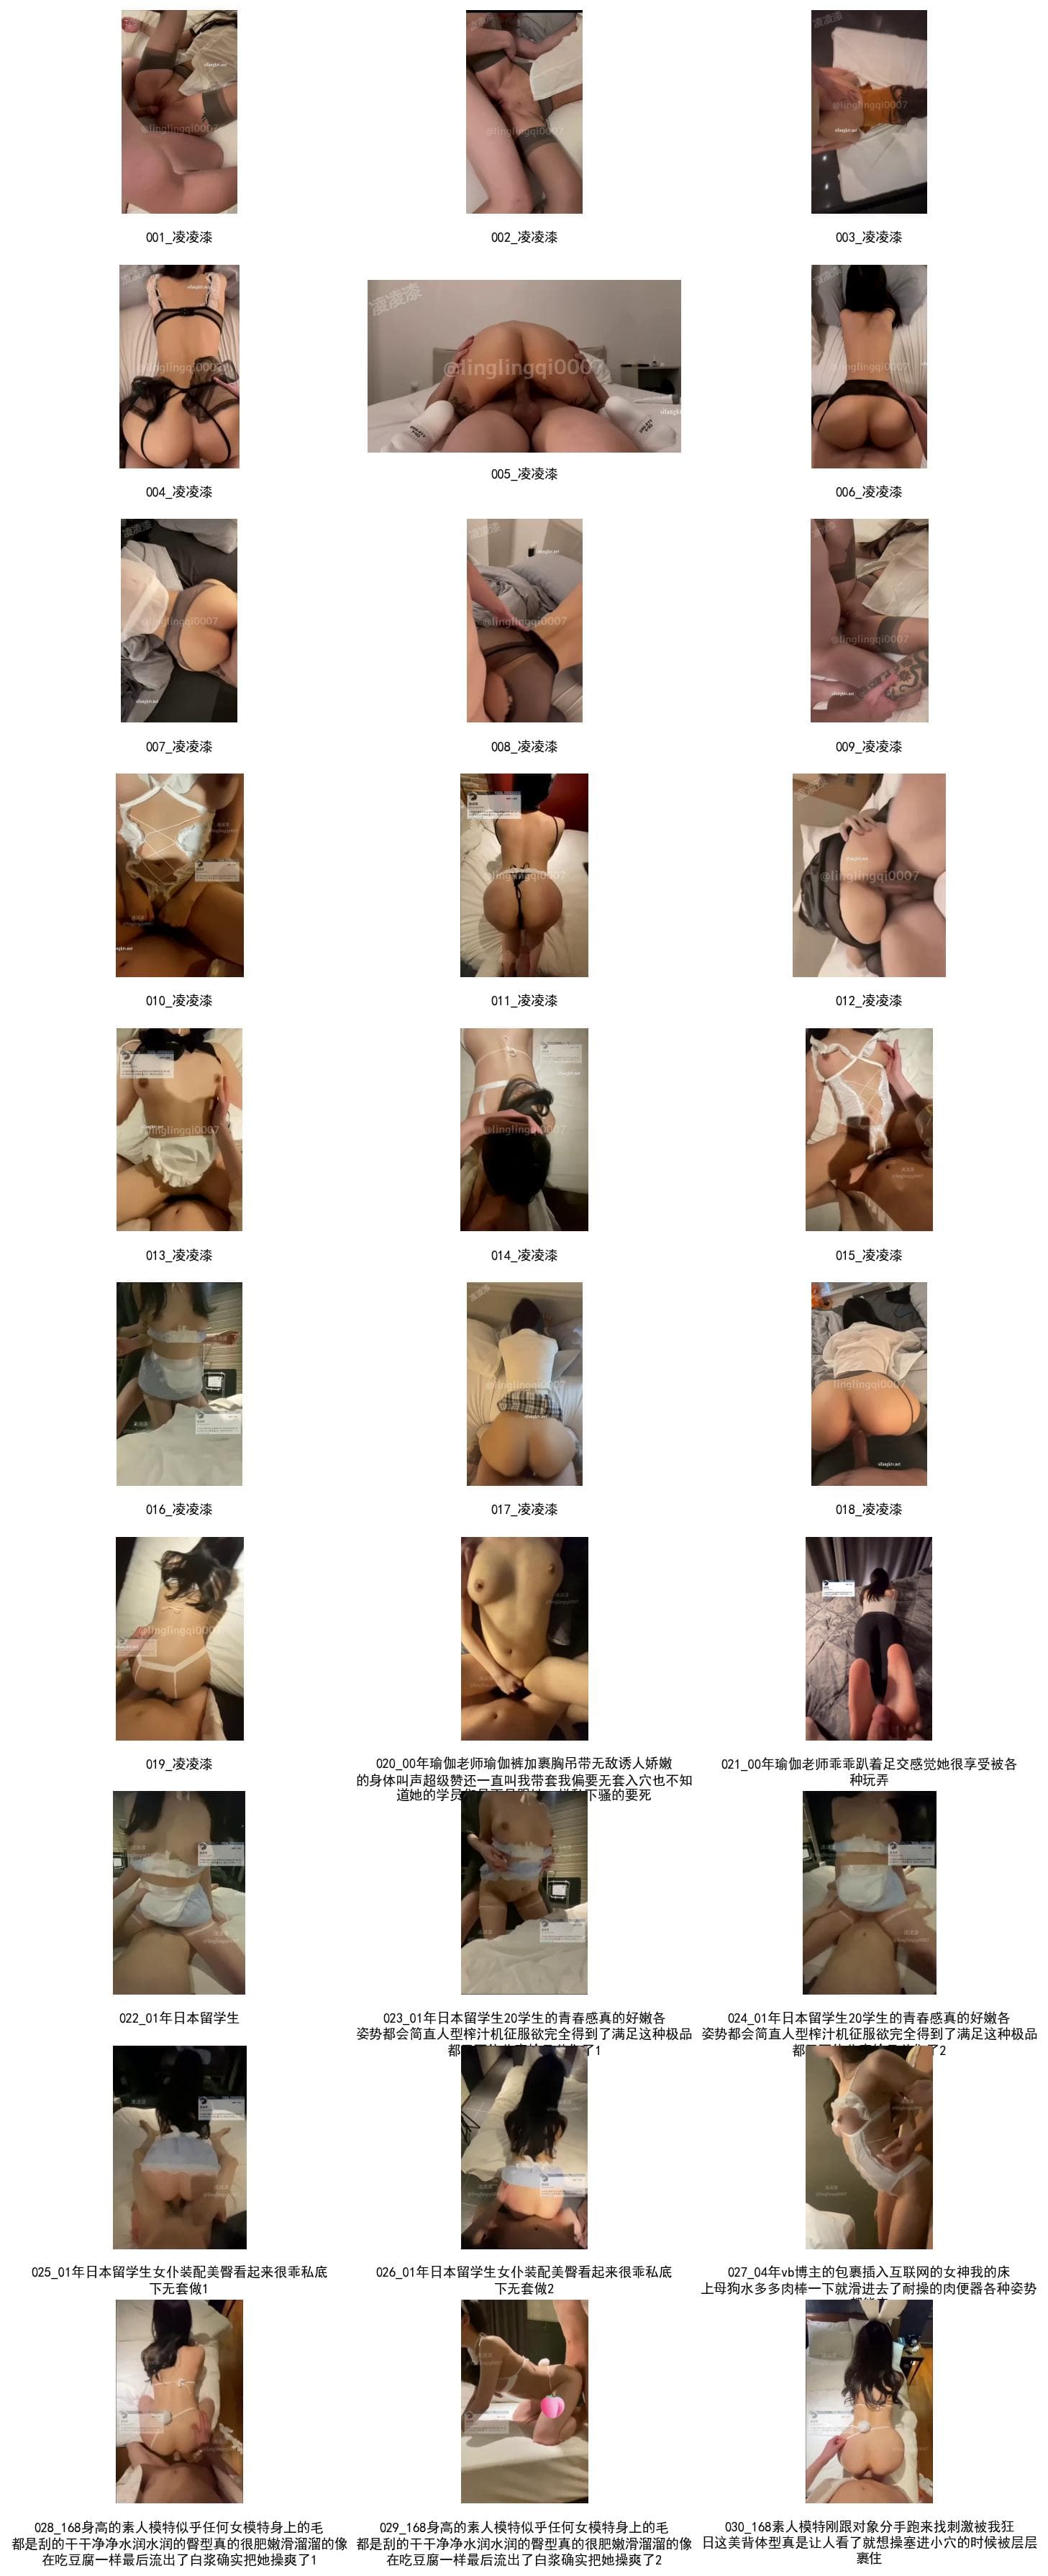 凌凌漆
@linglingqi0007
001_凌凌漆
002_凌凌漆
003_凌凌漆
004_凌凌漆
005_凌凌漆
006_凌凌漆
007_凌凌漆
008_凌凌漆
009_凌凌漆
010_凌凌漆
011_凌凌漆
012_凌凌漆
013_凌凌漆
014_凌凌漆
015_凌凌漆
016_凌凌漆
017_凌凌漆
018_凌凌漆
019_凌凌漆
020_00年瑜伽老师瑜伽裤加裹胸吊带无敌诱人娇嫩
的身体叫声超级赞还一直叫我带套我偏要无套入穴也不知
道她的学员 下骚的要死
021_00年瑜伽老师乖乖趴着足交感觉她很享受被各
种玩弄
022_01年日本留学生
023_01年日本留学生20学生的青春感真的好嫩各
姿势都会简直人型榨汁机征服欲完全得到了满足这种极品
都 了1
024_01年日本留学生20学生的青春感真的好嫩各
姿势都会简直人型榨汁机征服欲完全得到了满足这种极品
都 了2
025_01年日本留学生女仆装配美臀看起来很乖私底
下无套做1
026_01年日本留学生女仆装配美臀看起来很乖私底
下无套做2
027_04年vb博主的包裹插入互联网的女神我的床
上母狗水多多肉棒一下就滑进去了耐操的肉便器各种姿势
028_168身高的素人模特似乎任何女模特身上的毛
都是刮的干干净净水润水润的臀型真的很肥嫩滑溜溜的像
在吃豆腐一样最后流出了白浆确实把她操爽了1
029_168身高的素人模特似乎任何女模特身上的毛
都是刮的干干净净水润水润的臀型真的很肥嫩滑溜溜的像
在吃豆腐一样最后流出了白浆确实把她操爽了2
030_168素人模特刚跟对象分手跑来找刺激被我狂
日这美背体型真是让人看了就想操塞进小穴的时候被层层
裹住